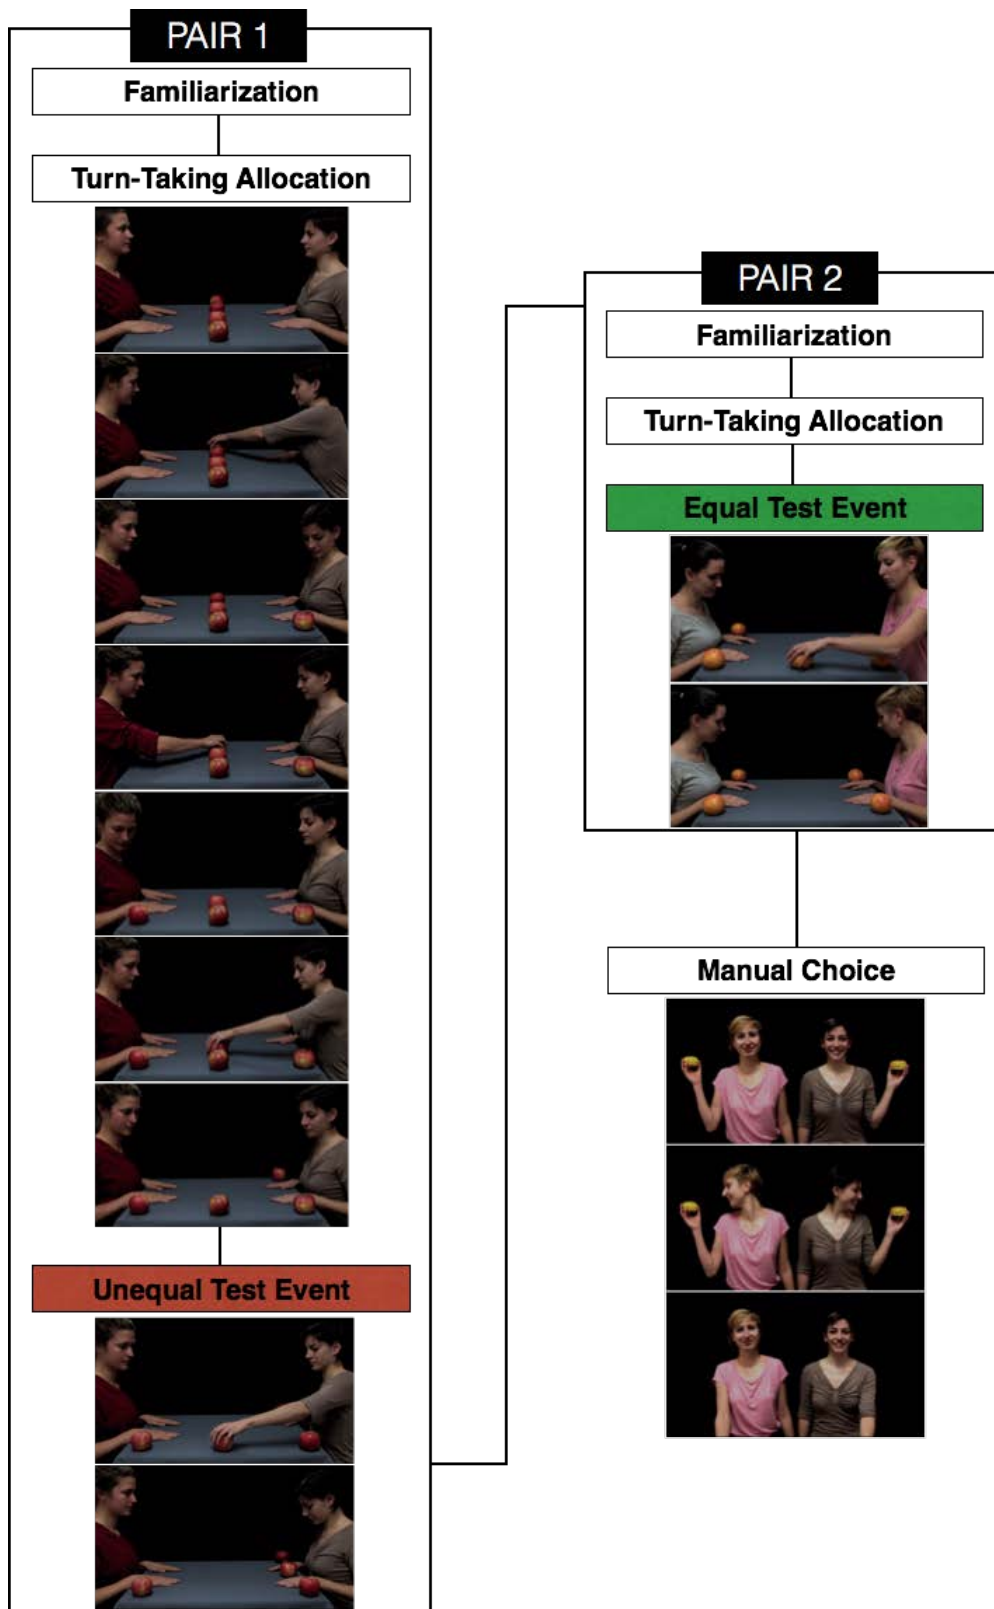 PAIR 1
Familiarization
Turn-Taking Allocation
Unequal Test Event
PAIR 2
Familiarization
Turn-Taking Allocation
Equal Test Event
Manual Choice